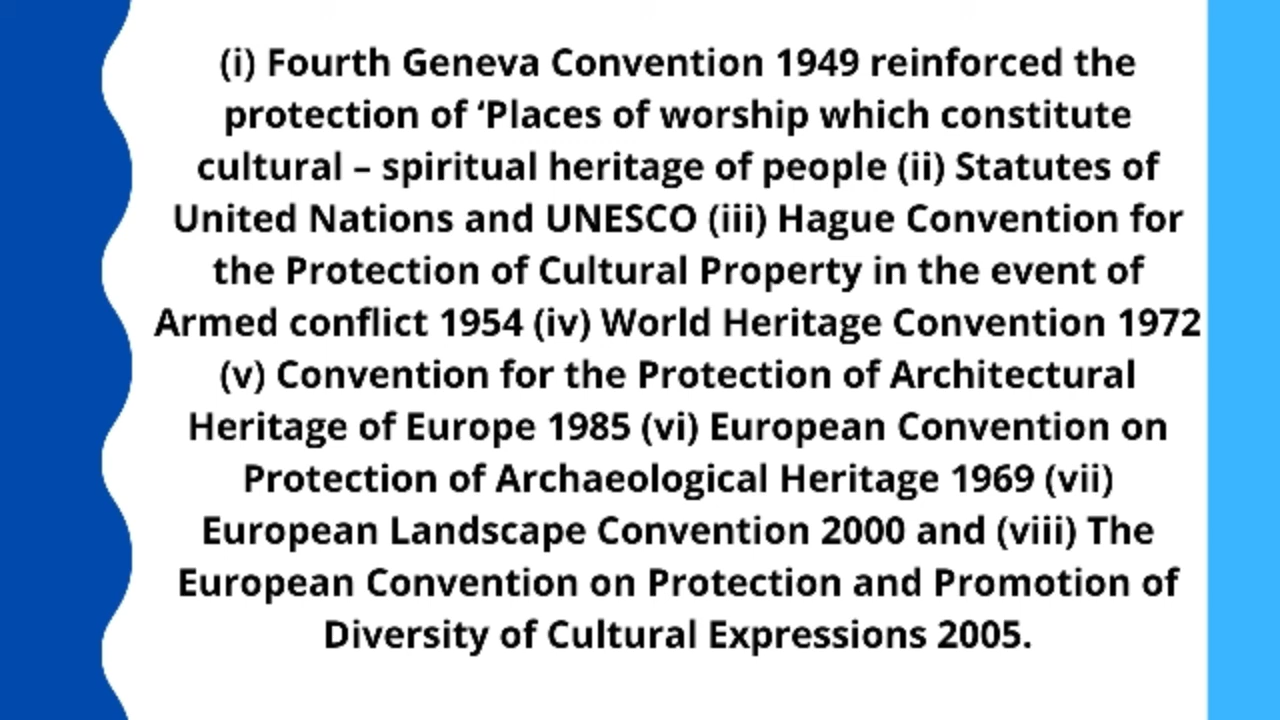 (i) Fourth Geneva Convention 1949 reinforced the
protection of ‘Places of worship which constitute
cultural – spiritual heritage of people (ii) Statutes of
United Nations and UNESCO (iii) Hague Convention for
the Protection of Cultural Property in the event of
Armed conflict 1954 (iv) World Heritage Convention 1972
(v) Convention for the Protection of Architectural
Heritage of Europe 1985 (vi) European Convention on
Protection of Archaeological Heritage 1969 (vii)
European Landscape Convention 2000 and (viii) The
European Convention on Protection and Promotion of
Diversity of Cultural Expressions 2005.